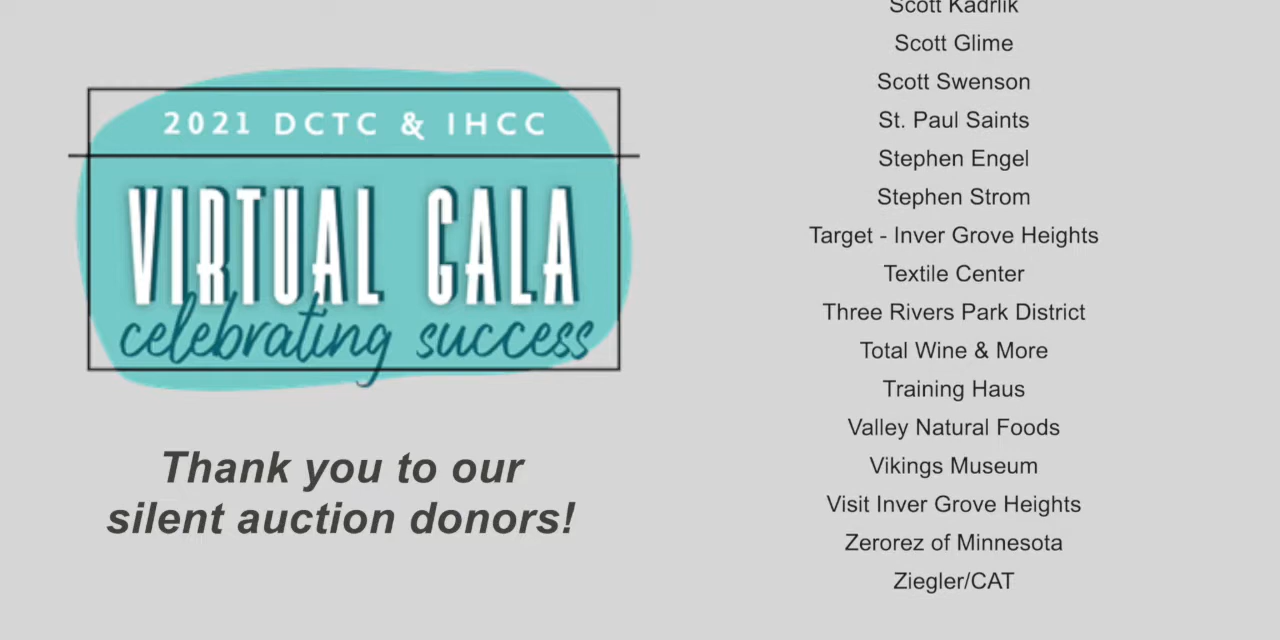 2021 DCTC & IHCC
VIRTUAL GALA
celebrating success
Thank you to our
silent auction donors!
Scott Kadrlik
Scott Glime
Scott Swenson
St. Paul Saints
Stephen Engel
Stephen Strom
Target - Inver Grove Heights
Textile Center
Three Rivers Park District
Total Wine & More
Training Haus
Valley Natural Foods
Vikings Museum
Visit Inver Grove Heights
Zerorez of Minnesota
Ziegler/CAT